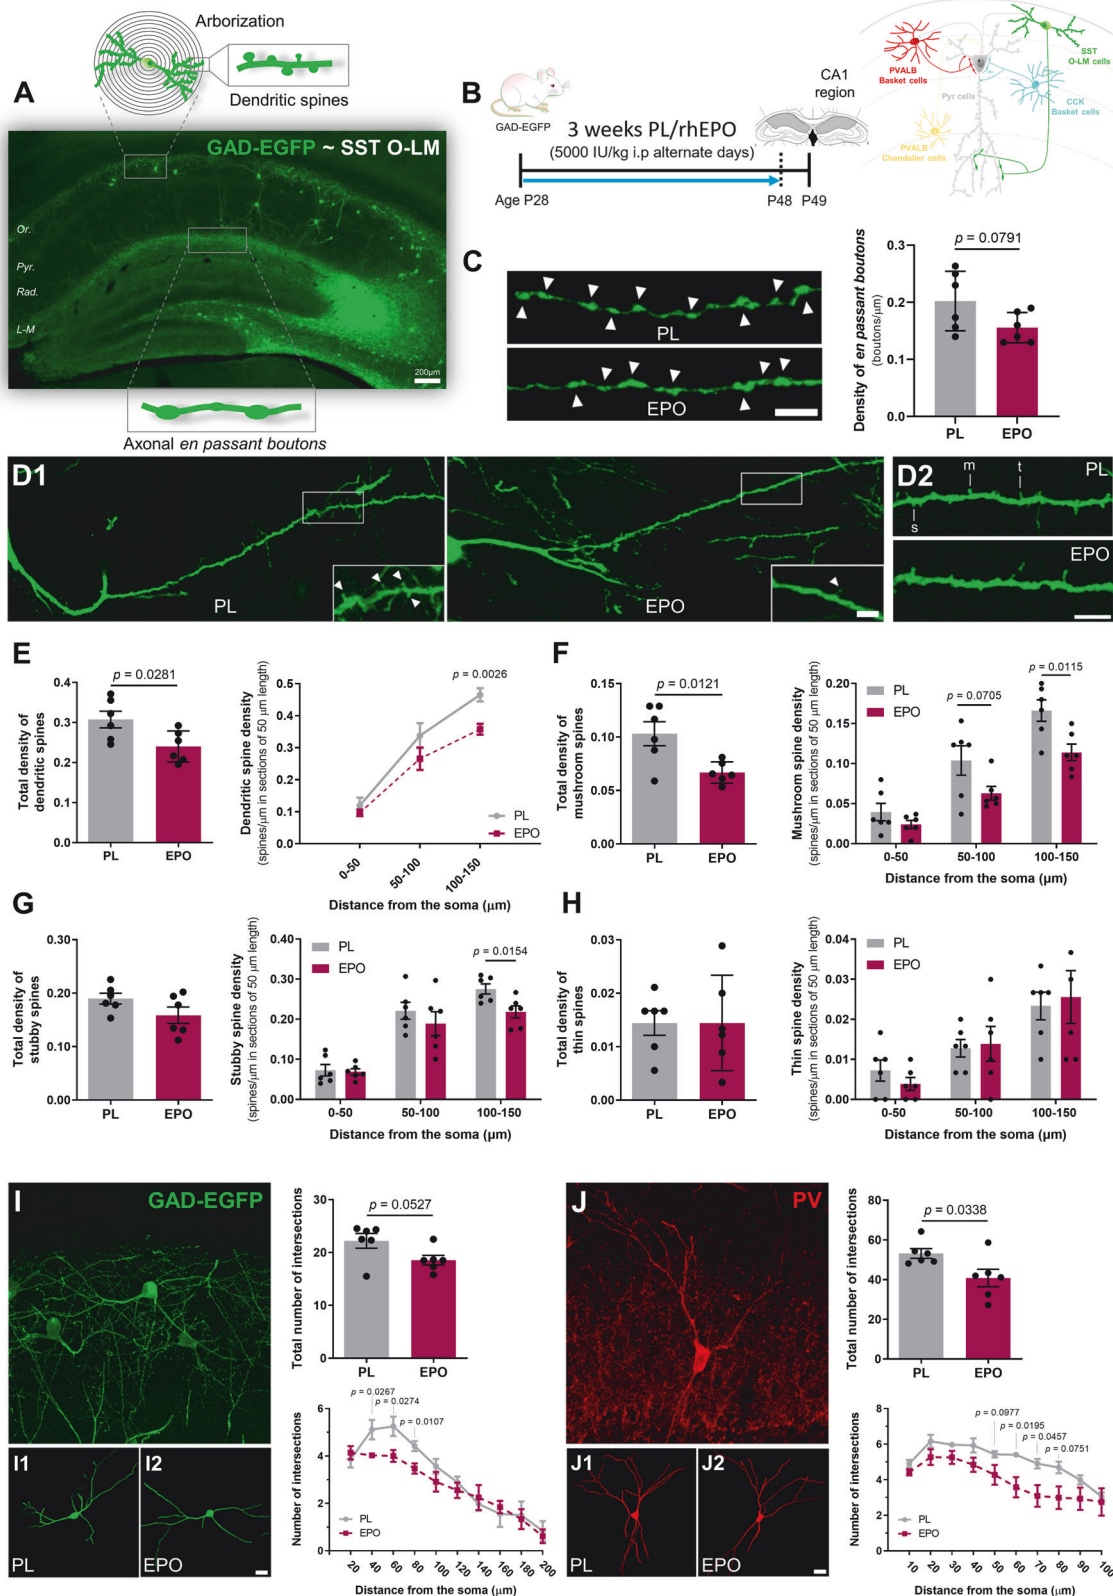 Arborization
A
Dendritic spines
GAD-EGFP ~ SST O-LM
Or.
Pyr.
Rad.
L-M
200µm
Axonal en passant boutons
B
GAD-EGFP
3 weeks PL/rhEPO
(5000 IU/kg i.p alternate days)
Age P28
P48
P49
CA1
region
PVALB
Basket cells
SST
O-LM cells
Pyr cells
CCK
Basket cells
PVALB
Chandelier cells
C
PL
EPO
Density of en passant boutons
(boutons/µm)
p = 0.0791
0.3
0.2
0.1
0.0
PL
EPO
D1
PL
EPO
D2
m
t
s
PL
EPO
E
Total density of
dendritic spines
p = 0.0281
0.4
0.3
0.2
0.1
0.0
PL
EPO
Dendritic spine density
(spines/µm in sections of 50 µm length)
p = 0.0026
0.5
0.4
0.3
0.2
0.1
0.0
PL
EPO
0-50
50-100
100-150
Distance from the soma (µm)
F
Total density of
mushroom spines
p = 0.0121
0.15
0.10
0.05
0.00
PL
EPO
Mushroom spine density
(spines/µm in sections of 50 µm length)
PL
EPO
p = 0.0705
p = 0.0115
0.20
0.15
0.10
0.05
0.00
0-50
50-100
100-150
Distance from the soma (µm)
G
Total density of
stubby spines
0.30
0.20
0.10
0.00
PL
EPO
Stubby spine density
(spines/µm in sections of 50 µm length)
PL
EPO
p = 0.0154
0.40
0.30
0.20
0.10
0.00
0-50
50-100
100-150
Distance from the soma (µm)
H
Total density of
thin spines
0.03
0.02
0.01
0.00
PL
EPO
Thin spine density
(spines/µm in sections of 50 µm length)
PL
EPO
0.04
0.03
0.02
0.01
0.00
0-50
50-100
100-150
Distance from the soma (µm)
I
GAD-EGFP
I1
PL
I2
EPO
Total number of intersections
p = 0.0527
30
20
10
0
PL
EPO
Number of intersections
p = 0.0267
p = 0.0274
p = 0.0107
6
4
2
0
PL
EPO
20
40
60
80
100
120
140
160
180
200
Distance from the soma (µm)
J
PV
J1
PL
J2
EPO
Total number of intersections
p = 0.0338
80
60
40
20
0
PL
EPO
Number of intersections
p = 0.0977
p = 0.0195
p = 0.0457
p = 0.0751
8
6
4
2
0
PL
EPO
10
20
30
40
50
60
70
80
90
100
Distance from the soma (µm)